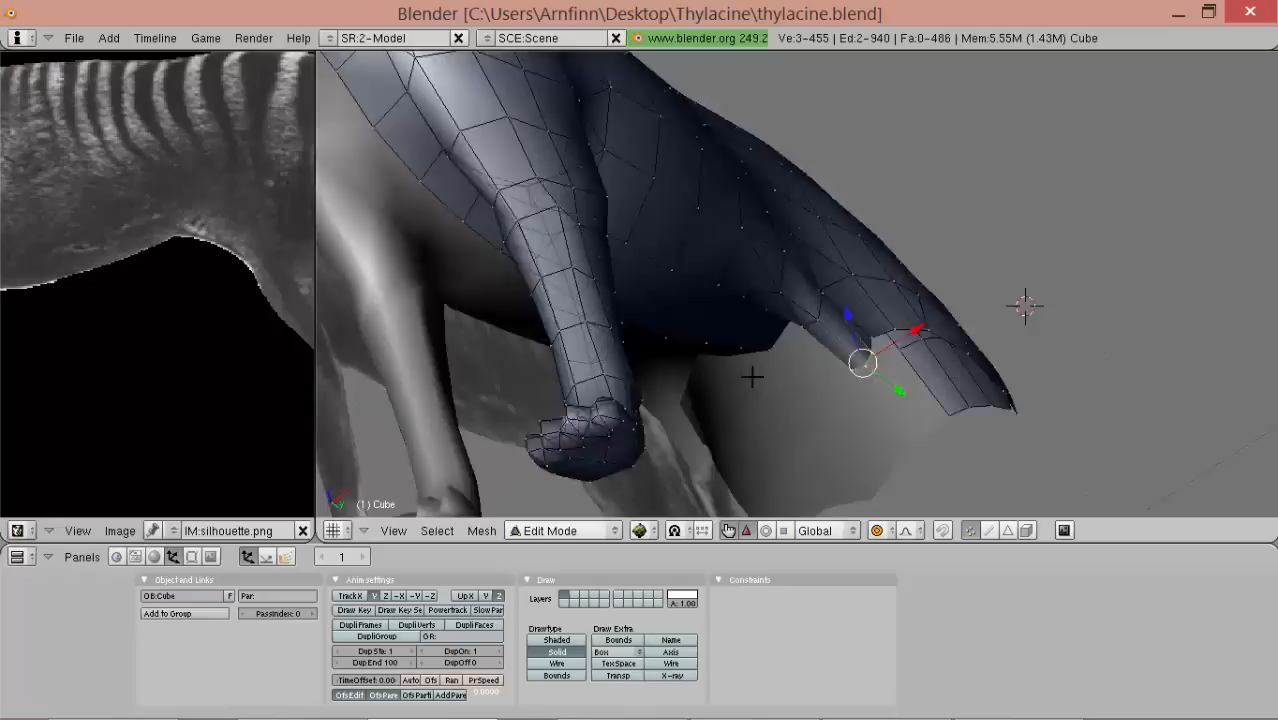 Blender [C:\Users\Arnfinn\Desktop\Thylacine\thylacine.blend]
File Add Timeline Game Render Help SR:2-Model SCE:Scene www.blender.org 249.2 Ve:3-455 | Ed:2-940 | Fa:0-486 | Mem:5.55M (1.43M) Cube
(1) Cube
View Image IM:silhouette.png View Select Mesh Edit Mode Global
Panels 1
Object and Links Anim settings Draw Constraints
OB:Cube F Par:
Add to Group PassIndex: 0
TrackX Y Z -X -Y -Z UpX Y Z
Draw Key Draw Key Se Powertrack SlowPar
DupliFrames DupliVerts DupliFaces
DupliGroup GR:
DupSta: 1 DupOn: 1
DupEnd 100 DupOff 0
TimeOffset: 0.00 Auto Ofs Ran PrSpeed
OfsEdit OfsPare OfsParti AddPare 0.0000
Layers A: 1.00
Drawtype Draw Extra
Shaded Bounds Name
Solid Box Axis
Wire TexSpace Wire
Bounds Transp X-ray